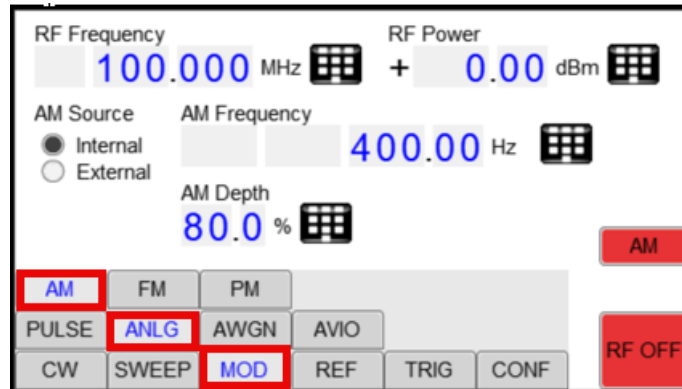 RF Frequency RF Power
100.000 MHz + 0.00 dBm
AM Source AM Frequency
Internal
400.00 Hz
External
AM Depth
80.0 %
AM
AM FM PM
PULSE ANLG AWGN AVIO
RF OFF
CW SWEEP MOD REF TRIG CONF